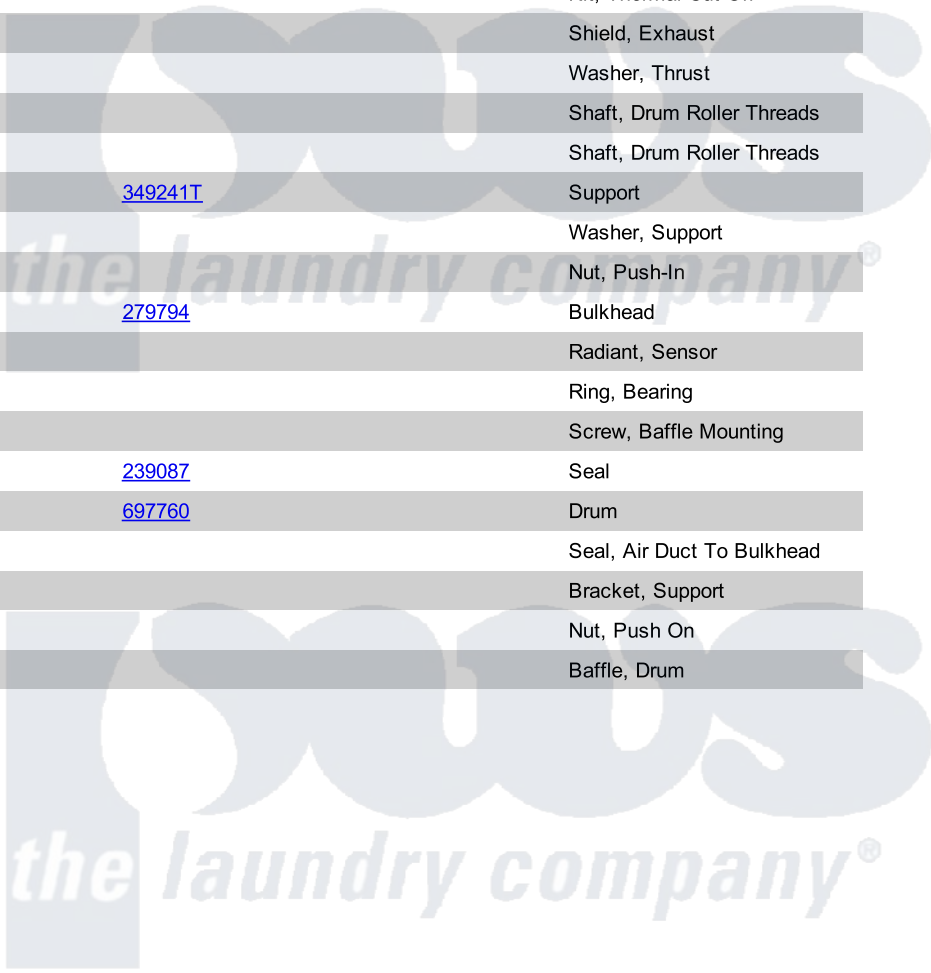 Shield, Exhaust
Washer, Thrust
Shaft, Drum Roller Threads
Shaft, Drum Roller Threads
349241T Support
Washer, Support
Nut, Push-In
279794 Bulkhead
Radiant, Sensor
Ring, Bearing
Screw, Baffle Mounting
239087 Seal
697760 Drum
Seal, Air Duct To Bulkhead
Bracket, Support
Nut, Push On
Baffle, Drum
pws
the laundry company®
pws
the laundry company®